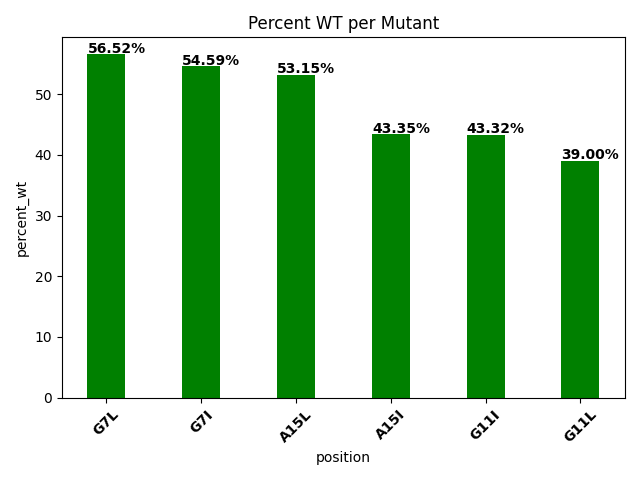 Percent WT per Mutant
56.52%
54.59%
53.15%
43.35%
43.32%
39.00%
percent_wt
50
40
30
20
10
0
G7L
G7I
A15L
A15I
G11I
G11L
position